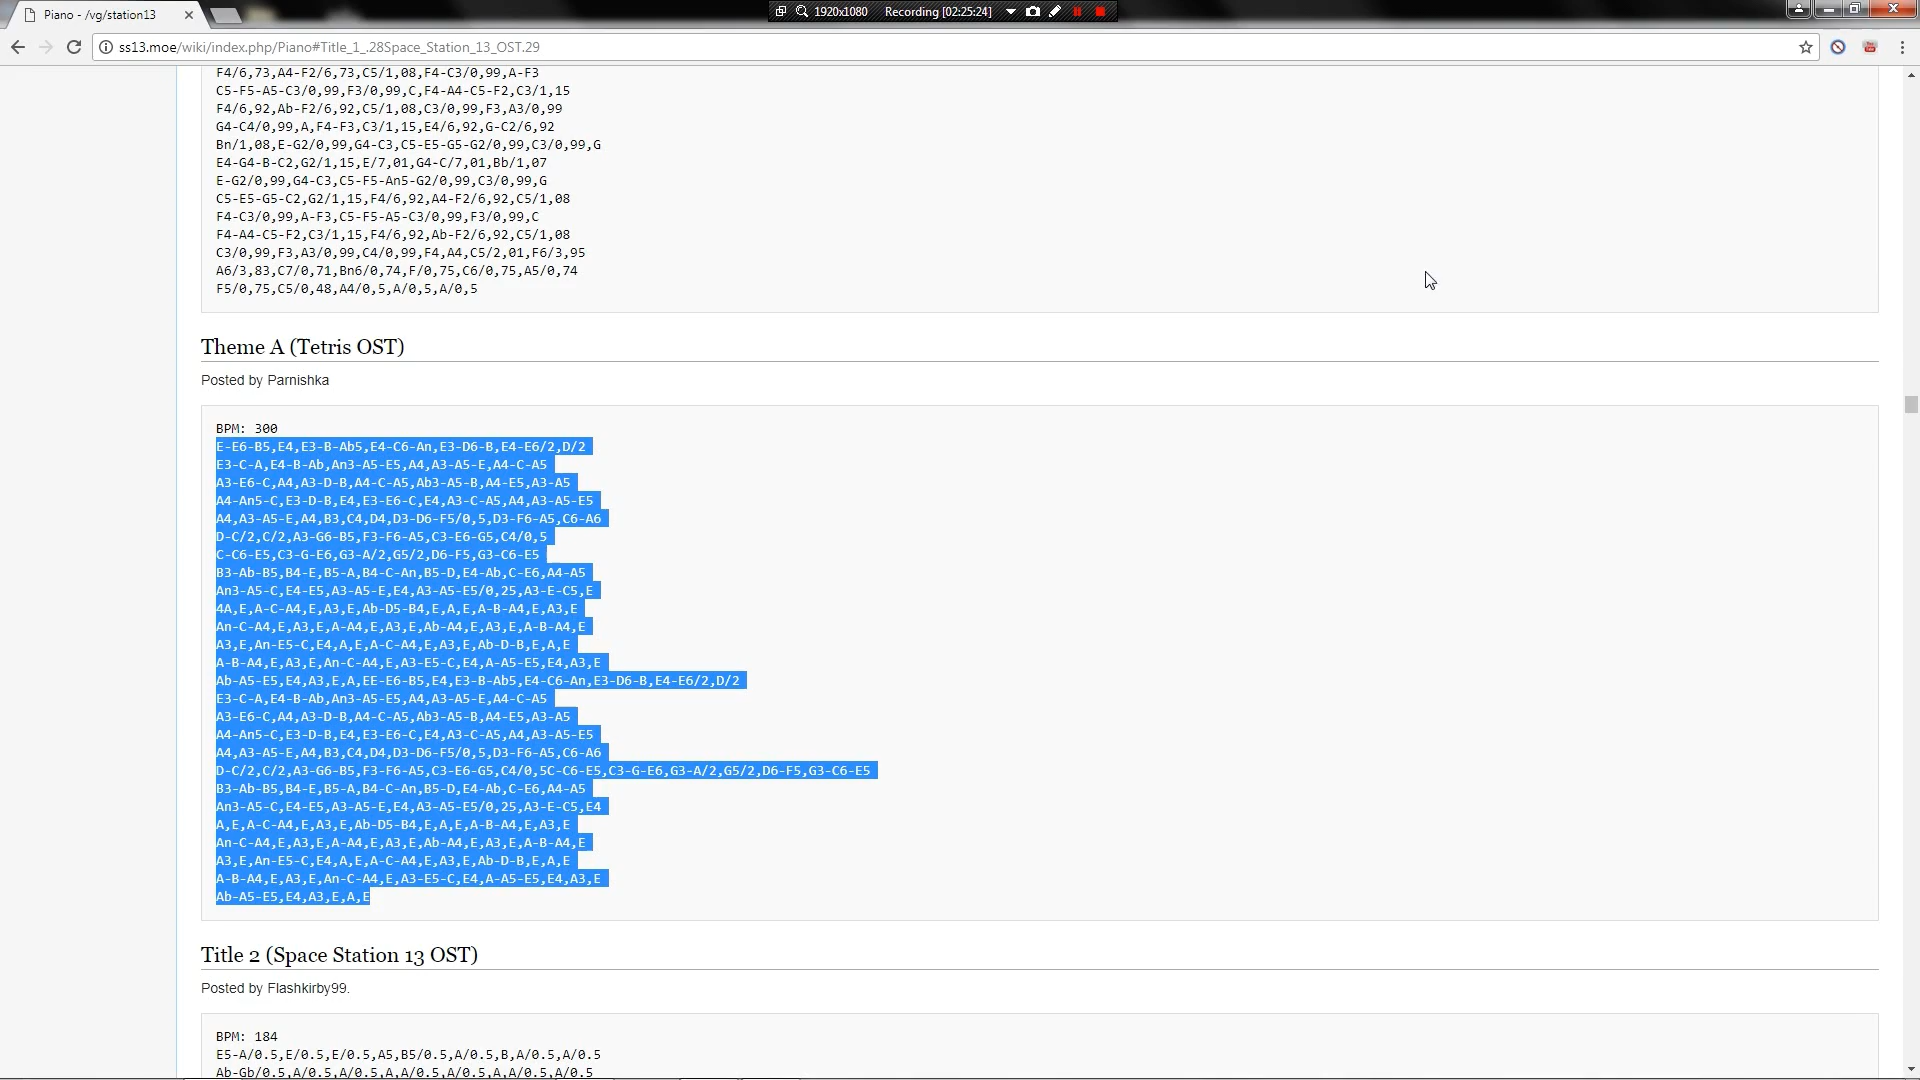 Piano - /vg/station13
1920x1080 Recording [02:25:24]
ss13.moe/wiki/index.php/Piano#Title_1_.28Space_Station_13_OST.29
F4/6,73,A4-F2/6,73,C5/1,08,F4-C3/0,99,A-F3
C5-F5-A5-C3/0,99,F3/0,99,C,F4-A4-C5-F2,C3/1,15
F4/6,92,Ab-F2/6,92,C5/1,08,C3/0,99,F3,A3/0,99
G4-C4/0,99,A,F4-F3,C3/1,15,E4/6,92,G-C2/6,92
Bn/1,08,E-G2/0,99,G4-C3,C5-E5-G5-G2/0,99,C3/0,99,G
E4-G4-B-C2,G2/1,15,E/7,01,G4-C/7,01,Bb/1,07
E-G2/0,99,G4-C3,C5-F5-An5-G2/0,99,C3/0,99,G
C5-E5-G5-C2,G2/1,15,F4/6,92,A4-F2/6,92,C5/1,08
F4-C3/0,99,A-F3,C5-F5-A5-C3/0,99,F3/0,99,C
F4-A4-C5-F2,C3/1,15,F4/6,92,Ab-F2/6,92,C5/1,08
C3/0,99,F3,A3/0,99,C4/0,99,F4,A4,C5/2,01,F6/3,95
A6/3,83,C7/0,71,Bn6/0,74,F/0,75,C6/0,75,A5/0,74
F5/0,75,C5/0,48,A4/0,5,A/0,5,A/0,5
Theme A (Tetris OST)
Posted by Parnishka
BPM: 300
E-E6-B5,E4,E3-B-Ab5,E4-C6-An,E3-D6-B,E4-E6/2,D/2
E3-C-A,E4-B-Ab,An3-A5-E5,A4,A3-A5-E,A4-C-A5
A3-E6-C,A4,A3-D-B,A4-C-A5,Ab3-A5-B,A4-E5,A3-A5
A4-An5-C,E3-D-B,E4,E3-E6-C,E4,A3-C-A5,A4,A3-A5-E5
A4,A3-A5-E,A4,B3,C4,D4,D3-D6-F5/0,5,D3-F6-A5,C6-A6
D-C/2,C/2,A3-G6-B5,F3-F6-A5,C3-E6-G5,C4/0,5
C-C6-E5,C3-G-E6,G3-A/2,G5/2,D6-F5,G3-C6-E5
B3-Ab-B5,B4-E,B5-A,B4-C-An,B5-D,E4-Ab,C-E6,A4-A5
An3-A5-C,E4-E5,A3-A5-E,E4,A3-A5-E5/0,25,A3-E-C5,E
4A,E,A-C-A4,E,A3,E,Ab-D5-B4,E,A,E,A-B-A4,E,A3,E
An-C-A4,E,A3,E,A-A4,E,A3,E,Ab-A4,E,A3,E,A-B-A4,E
A3,E,An-E5-C,E4,A,E,A-C-A4,E,A3,E,Ab-D-B,E,A,E
A-B-A4,E,A3,E,An-C-A4,E,A3-E5-C,E4,A-A5-E5,E4,A3,E
Ab-A5-E5,E4,A3,E,A,EE-E6-B5,E4,E3-B-Ab5,E4-C6-An,E3-D6-B,E4-E6/2,D/2
E3-C-A,E4-B-Ab,An3-A5-E5,A4,A3-A5-E,A4-C-A5
A3-E6-C,A4,A3-D-B,A4-C-A5,Ab3-A5-B,A4-E5,A3-A5
A4-An5-C,E3-D-B,E4,E3-E6-C,E4,A3-C-A5,A4,A3-A5-E5
A4,A3-A5-E,A4,B3,C4,D4,D3-D6-F5/0,5,D3-F6-A5,C6-A6
D-C/2,C/2,A3-G6-B5,F3-F6-A5,C3-E6-G5,C4/0,5C-C6-E5,C3-G-E6,G3-A/2,G5/2,D6-F5,G3-C6-E5
B3-Ab-B5,B4-E,B5-A,B4-C-An,B5-D,E4-Ab,C-E6,A4-A5
An3-A5-C,E4-E5,A3-A5-E,E4,A3-A5-E5/0,25,A3-E-C5,E4
A,E,A-C-A4,E,A3,E,Ab-D5-B4,E,A,E,A-B-A4,E,A3,E
An-C-A4,E,A3,E,A-A4,E,A3,E,Ab-A4,E,A3,E,A-B-A4,E
A3,E,An-E5-C,E4,A,E,A-C-A4,E,A3,E,Ab-D-B,E,A,E
A-B-A4,E,A3,E,An-C-A4,E,A3-E5-C,E4,A-A5-E5,E4,A3,E
Ab-A5-E5,E4,A3,E,A,E
Title 2 (Space Station 13 OST)
Posted by Flashkirby99.
BPM: 184
E5-A/0.5,E/0.5,E/0.5,A5,B5/0.5,A/0.5,B,A/0.5,A/0.5
Ab-Gb/0.5,A/0.5,A/0.5,A,A/0.5,A/0.5,A,A/0.5,A/0.5